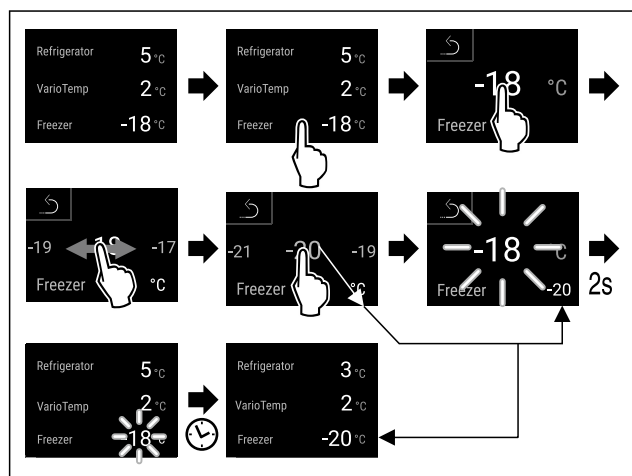 Refrigerator 5 °C
VarioTemp 2 °C
Freezer -18 °C
Refrigerator 5 °C
VarioTemp 2 °C
Freezer -18 °C
-18 °C
Freezer
-19 -17
Freezer °C
-21 -20 -19
Freezer °C
-18 °C
Freezer -20
2s
Refrigerator 5 °C
VarioTemp 2 °C
Freezer -18 °C
Refrigerator 3 °C
VarioTemp 2 °C
Freezer -20 °C